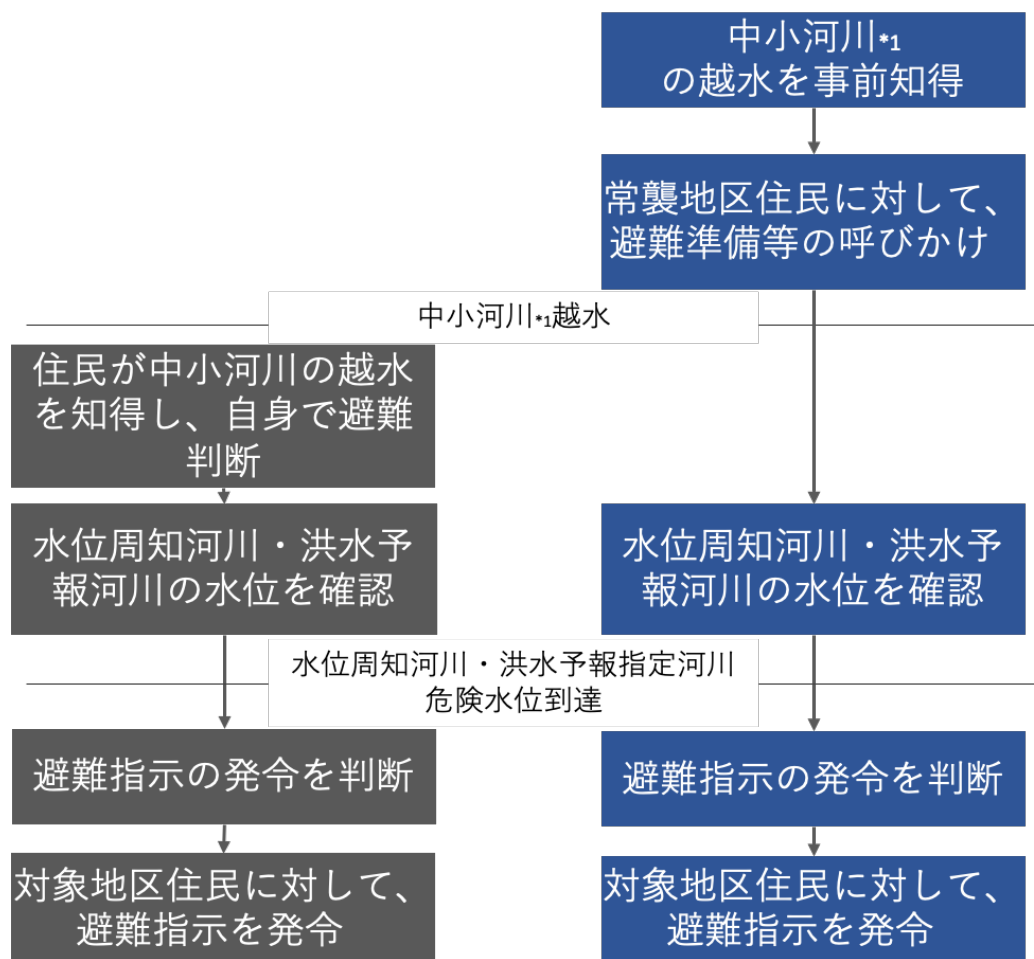 中小河川*1
の越水を事前知得
常襲地区住民に対して、
避難準備等の呼びかけ
中小河川*1越水
住民が中小河川の越水
を知得し、自身で避難
判断
水位周知河川・洪水予
報河川の水位を確認
水位周知河川・洪水予
報河川の水位を確認
水位周知河川・洪水予報指定河川
危険水位到達
避難指示の発令を判断
避難指示の発令を判断
対象地区住民に対して、
避難指示を発令
対象地区住民に対して、
避難指示を発令